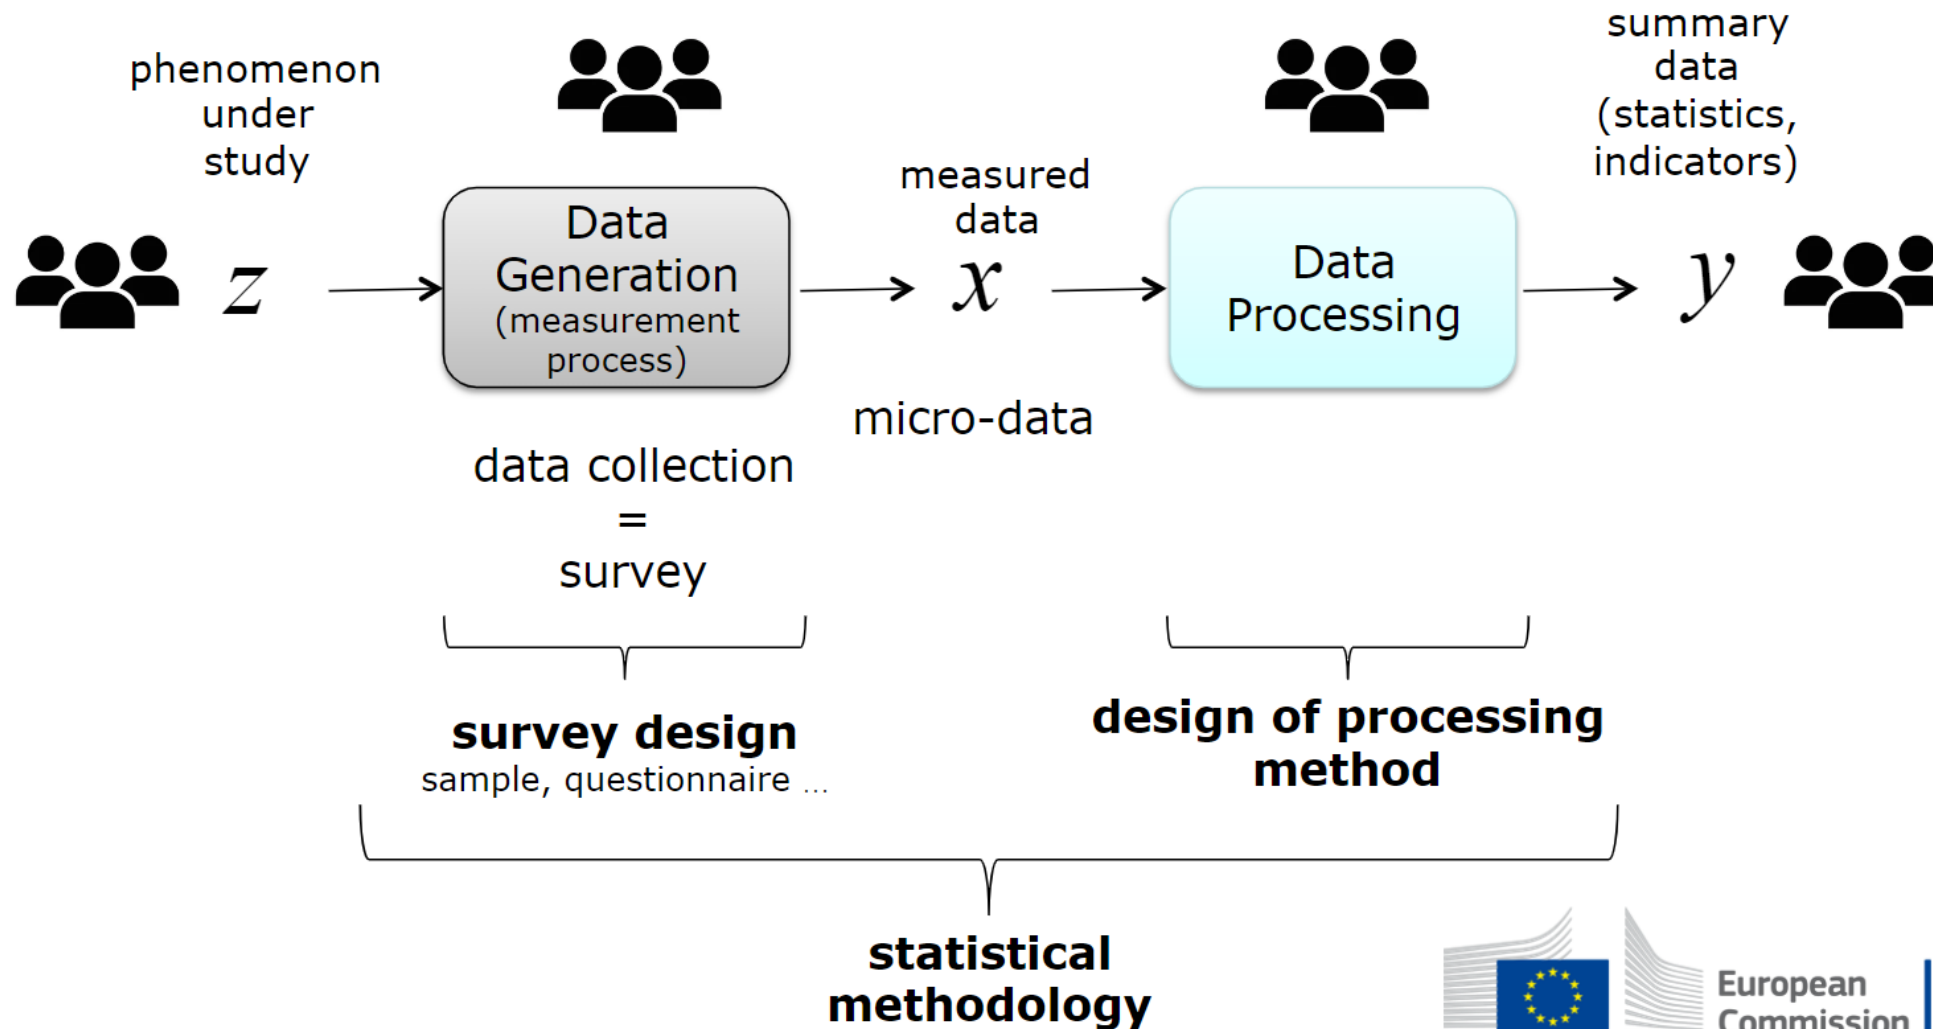 phenomenon
under
study
z
Data
Generation
(measurement
process)
data collection
=
survey
survey design
sample, questionnaire ...
measured
data
x
micro-data
Data
Processing
design of processing
method
summary
data
(statistics,
indicators)
y
statistical
methodology
European
Commission